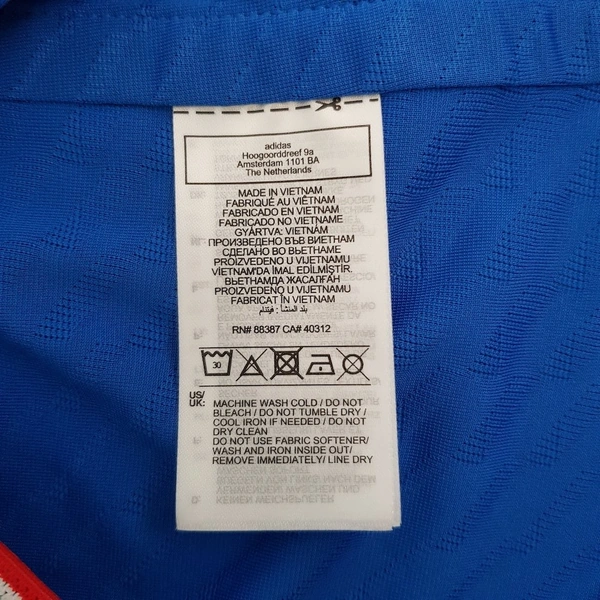 adidas
Hoogoorddreef 9a
Amsterdam 1101 BA
The Netherlands
MADE IN VIETNAM
FABRIQUÉ AU VIÊTNAM
FABRICADO EN VIETNAM
FABRICADO NO VIETNAME
GYÁRTVA: VIETNÁM
ПРОИЗВЕДЕНО ВЪВ ВИЕТНАМ
СДЕЛАНО ВО ВЬЕТНАМЕ
PROIZVEDENO U VIJETNAMU
VİETNAM'DA İMAL EDİLMİŞTİR.
ВЬЕТНАМДА ЖАСАЛҒАН
PROIZVEDENO U VIJETNAMU
FABRICAT ÎN VIETNAM
بلد المنشأ : فيتنام
RN# 88387 CA# 40312
30
US/
UK: MACHINE WASH COLD / DO NOT
BLEACH / DO NOT TUMBLE DRY /
COOL IRON IF NEEDED / DO NOT
DRY CLEAN
DO NOT USE FABRIC SOFTENER/
WASH AND IRON INSIDE OUT/
REMOVE IMMEDIATELY/ LINE DRY